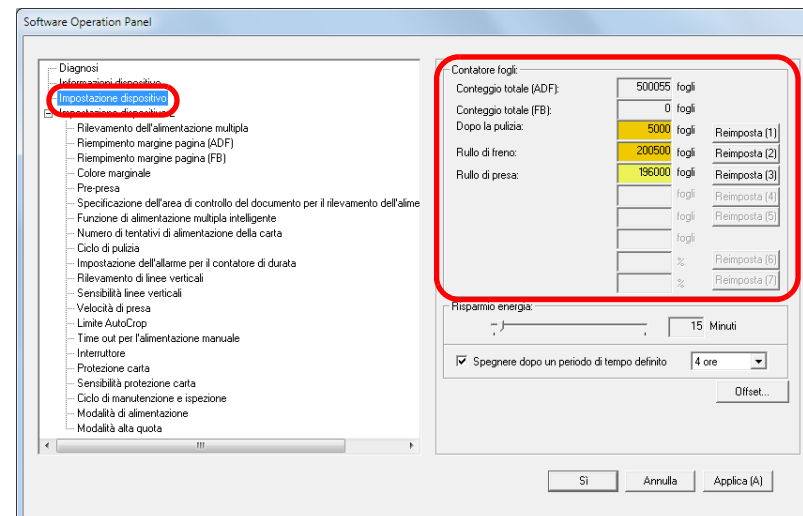 Software Operation Panel
Diagnosi
Informazioni dispositivo
Impostazione dispositivo
Impostazione dispositivo 2
Rilevamento dell'alimentazione multipla
Riempimento margine pagina (ADF)
Riempimento margine pagina (FB)
Colore marginale
Pre-presa
Specificazione dell'area di controllo del documento per il rilevamento dell'alime
Funzione di alimentazione multipla intelligente
Numero di tentativi di alimentazione della carta
Ciclo di pulizia
Impostazione dell'allarme per il contatore di durata
Rilevamento di linee verticali
Sensibilità linee verticali
Velocità di presa
Limite AutoCrop
Time out per l'alimentazione manuale
Interruttore
Protezione carta
Sensibilità protezione carta
Ciclo di manutenzione e ispezione
Modalità di alimentazione
Modalità alta quota
Contatore fogli:
Conteggio totale (ADF): 500055 fogli
Conteggio totale (FB): 0 fogli
Dopo la pulizia: 5000 fogli Reimposta (1)
Rullo di freno: 200500 fogli Reimposta (2)
Rullo di presa: 196000 fogli Reimposta (3)
fogli Reimposta (4)
fogli Reimposta (5)
fogli
% Reimposta (6)
% Reimposta (7)
Risparmio energia:
15 Minuti
Spegnere dopo un periodo di tempo definito 4 ore
Offset...
Sì Annulla Applica (A)